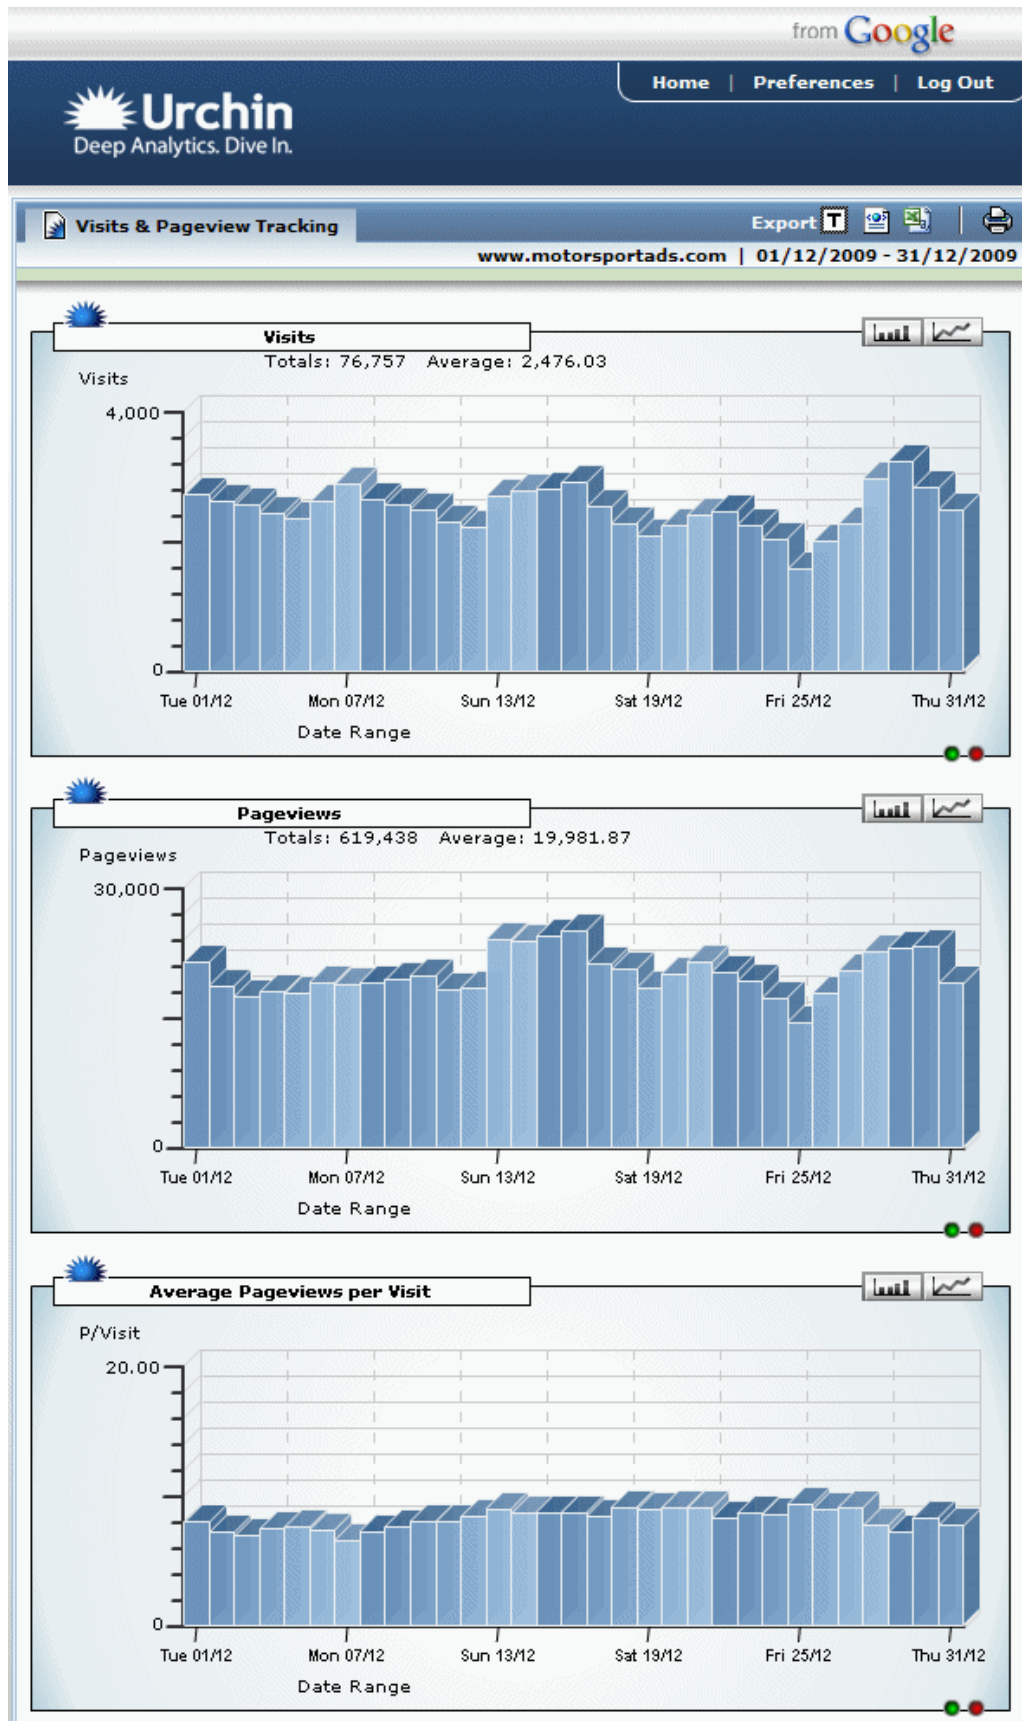 from Google
Home | Preferences | Log Out
Urchin
Deep Analytics. Dive In.
Visits & Pageview Tracking
Export T
www.motorsportads.com | 01/12/2009 - 31/12/2009
Visits
Totals: 76,757 Average: 2,476.03
Visits
4,000
0
Tue 01/12 Mon 07/12 Sun 13/12 Sat 19/12 Fri 25/12 Thu 31/12
Date Range
Pageviews
Totals: 619,438 Average: 19,981.87
Pageviews
30,000
0
Tue 01/12 Mon 07/12 Sun 13/12 Sat 19/12 Fri 25/12 Thu 31/12
Date Range
Average Pageviews per Visit
P/Visit
20.00
0
Tue 01/12 Mon 07/12 Sun 13/12 Sat 19/12 Fri 25/12 Thu 31/12
Date Range